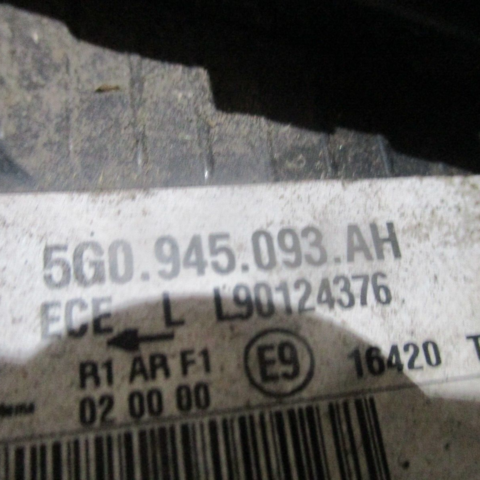 5G0.945.093.AH
ECE L L90124376
R1 AR F1 E9 16420 T
02 00 00